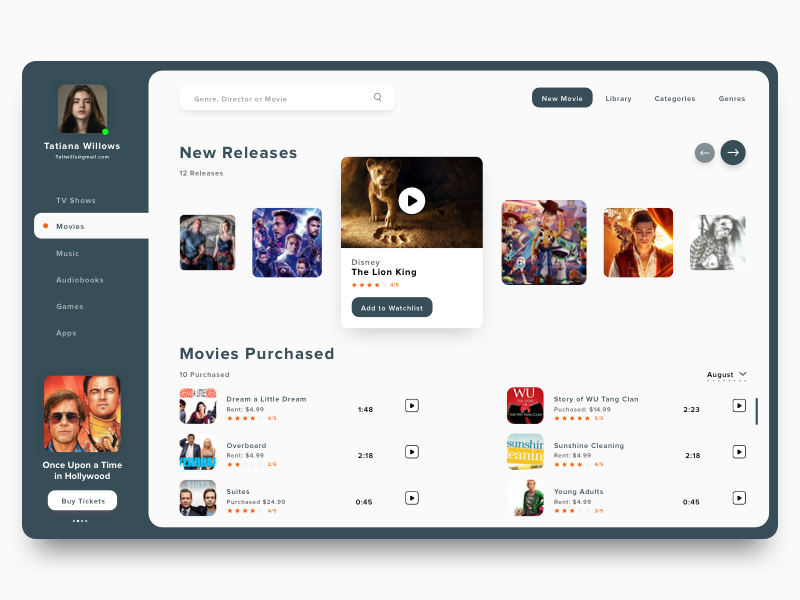 Tatiana Willows
Tatiwills@gmail.com
TV Shows
Movies
Music
Audiobooks
Games
Apps
Once Upon a Time
in Hollywood
Buy Tickets
Genre, Director or Movie
New Movie
Library
Categories
Genres
New Releases
12 Releases
Disney
The Lion King
4/5
Add to Watchlist
Movies Purchased
10 Purchased
August
Dream a Little Dream
Rent: $4.99
4/5
1:48
Overboard
Rent: $4.99
2/5
2:18
Suites
Purchased $24.99
4/5
0:45
WU
Story of WU Tang Clan
Puchased: $14.99
5/5
2:23
Sunshine Cleaning
Rent: $4.99
4/5
2:18
Young Adults
Rent: $4.99
3/5
0:45